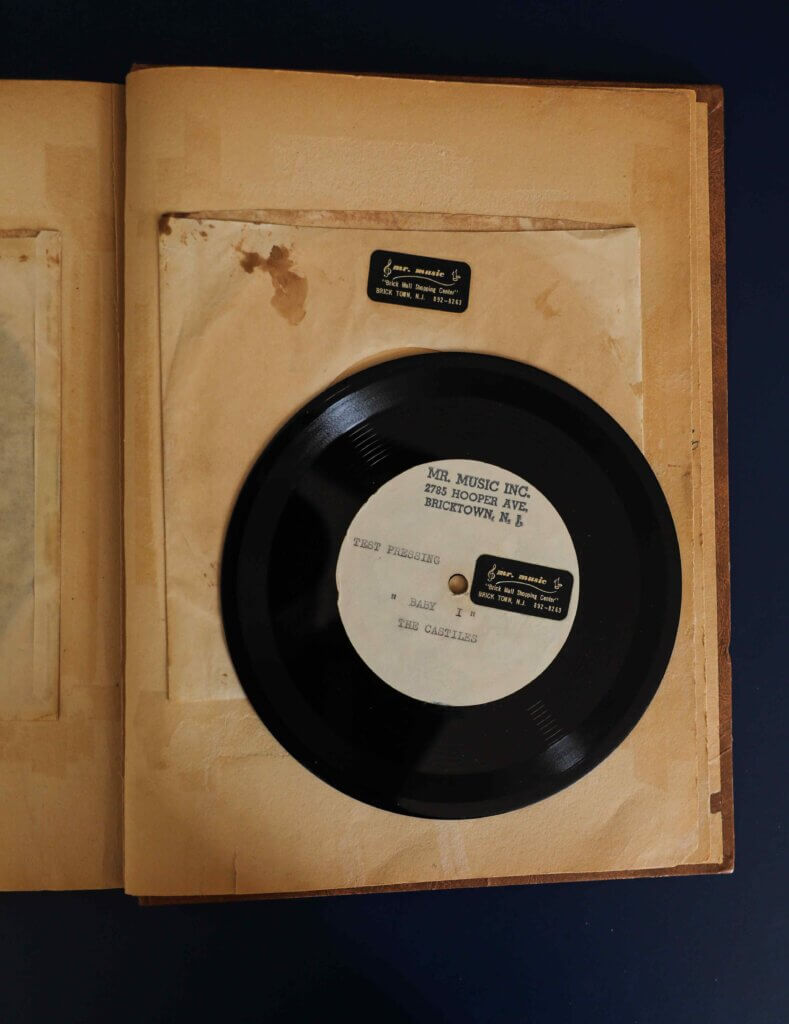 mr. music
"Brick Mall Shopping Center"
BRICK TOWN, N.J. 892-8263
MR. MUSIC INC.
2785 HOOPER AVE.
BRICKTOWN, N. J.
TEST PRESSING
" BABY I "
THE CASTILES
mr. music
"Brick Mall Shopping Center"
BRICK TOWN, N.J. 892-8263